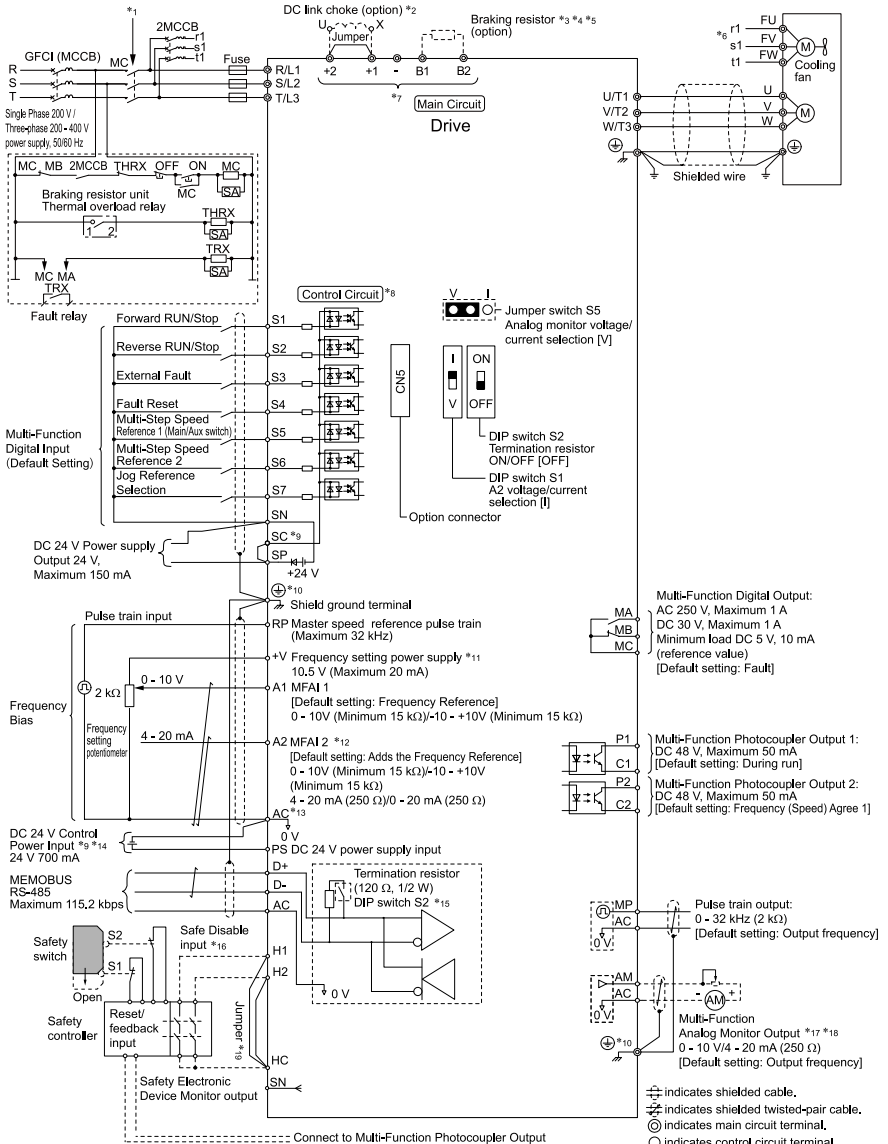 *1
DC link choke (option) *2
U X
Jumper
Braking resistor *3 *4 *5
(option)
2MCCB
r1
s1
t1
GFCI (MCCB)
MC
Fuse
R
S
T
R/L1
S/L2
T/L3
+2 +1 - B1 B2
*7
Main Circuit
Drive
*6
r1
s1
t1
FU
FV
FW
M
Cooling
fan
U/T1
V/T2
W/T3
U
V
W
M
Shielded wire
Single Phase 200 V /
Three-phase 200 - 400 V
power supply, 50/60 Hz
MC MB 2MCCB THRX OFF ON MC
SA
MC
Braking resistor unit
Thermal overload relay
1 2
THRX
SA
TRX
SA
MC MA
TRX
Fault relay
Control Circuit *8
Multi-Function
Digital Input
(Default Setting)
Forward RUN/Stop
S1
Reverse RUN/Stop
S2
External Fault
S3
Fault Reset
S4
Multi-Step Speed
Reference 1 (Main/Aux switch)
S5
Multi-Step Speed
Reference 2
S6
Jog Reference
Selection
S7
SN
SC *9
SP
+24 V
DC 24 V Power supply
Output 24 V,
Maximum 150 mA
CN5
Option connector
V I
Jumper switch S5
Analog monitor voltage/
current selection [V]
I
V
ON
OFF
DIP switch S2
Termination resistor
ON/OFF [OFF]
DIP switch S1
A2 voltage/current
selection [I]
*10
Shield ground terminal
Pulse train input
RP Master speed reference pulse train
(Maximum 32 kHz)
+V Frequency setting power supply *11
10.5 V (Maximum 20 mA)
2 kΩ
0 - 10 V
A1 MFAI 1
[Default setting: Frequency Reference]
0 - 10V (Minimum 15 kΩ)/-10 - +10V (Minimum 15 kΩ)
Frequency
Bias
Frequency
setting
potentiometer
4 - 20 mA
A2 MFAI 2 *12
[Default setting: Adds the Frequency Reference]
0 - 10V (Minimum 15 kΩ)/-10 - +10V
(Minimum 15 kΩ)
4 - 20 mA (250 Ω)/0 - 20 mA (250 Ω)
AC *13
0 V
DC 24 V Control
Power Input *9 *14
24 V 700 mA
PS DC 24 V power supply input
MEMOBUS
RS-485
Maximum 115.2 kbps
D+
D-
AC
0 V
Termination resistor
(120 Ω, 1/2 W)
DIP switch S2 *15
Safety
switch
S2
S1
Open
Safe Disable
input *16
H1
H2
Jumper *19
HC
Safety
controller
Reset/
feedback
input
Safety Electronic
Device Monitor output
SN
Connect to Multi-Function Photocoupler Output
MA
MB
MC
Multi-Function Digital Output:
AC 250 V, Maximum 1 A
DC 30 V, Maximum 1 A
Minimum load DC 5 V, 10 mA
(reference value)
[Default setting: Fault]
P1
C1
Multi-Function Photocoupler Output 1:
DC 48 V, Maximum 50 mA
[Default setting: During run]
P2
C2
Multi-Function Photocoupler Output 2:
DC 48 V, Maximum 50 mA
[Default setting: Frequency (Speed) Agree 1]
MP
AC
0 V
Pulse train output:
0 - 32 kHz (2 kΩ)
[Default setting: Output frequency]
AM
AC
0 V
- AM +
*10
Multi-Function
Analog Monitor Output *17 *18
0 - 10 V/4 - 20 mA (250 Ω)
[Default setting: Output frequency]
indicates shielded cable.
indicates shielded twisted-pair cable.
indicates main circuit terminal.
indicates control circuit terminal.